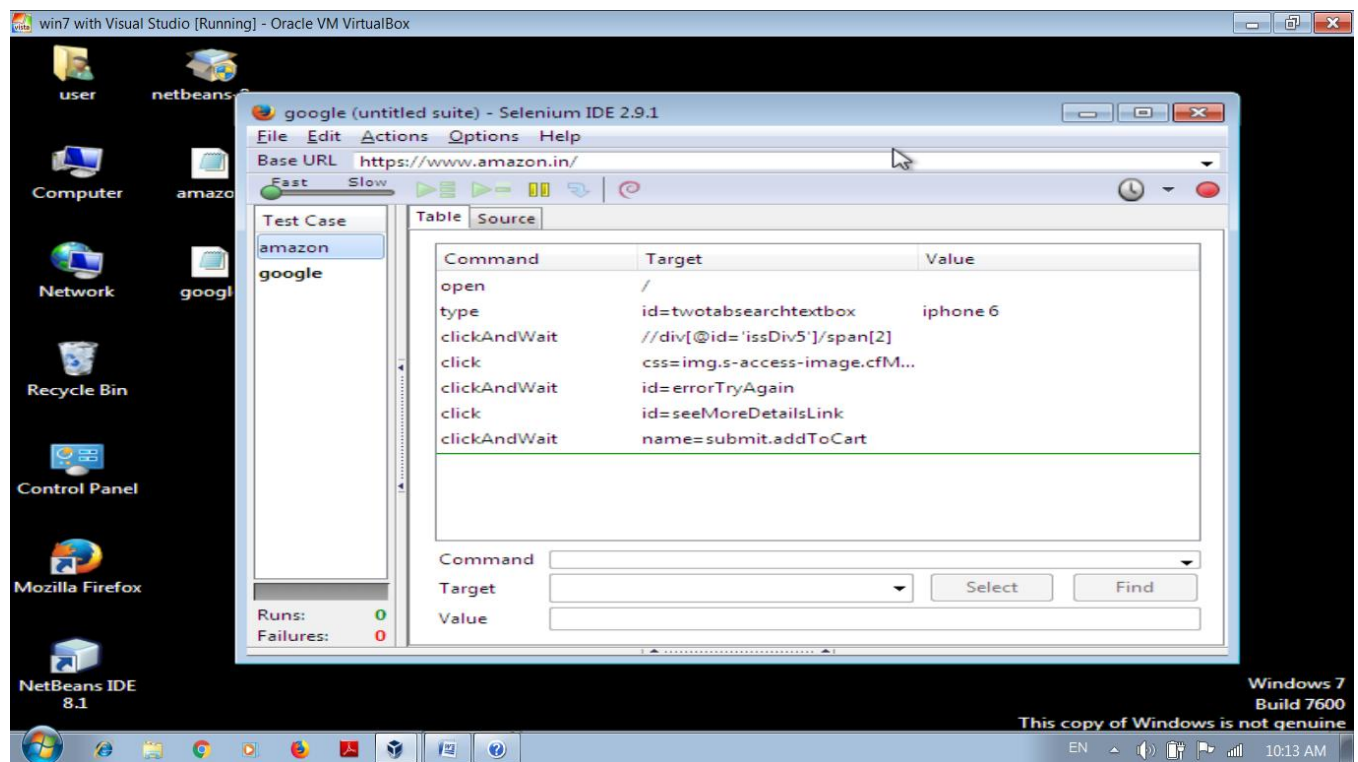 win7 with Visual Studio [Running] - Oracle VM VirtualBox
user
netbeans-
Computer
amazo
Network
googl
Recycle Bin
Control Panel
Mozilla Firefox
NetBeans IDE
8.1
google (untitled suite) - Selenium IDE 2.9.1
File Edit Actions Options Help
Base URL https://www.amazon.in/
Fast Slow
Test Case
amazon
google
Runs: 0
Failures: 0
Table Source
Command Target Value
open /
type id=twotabsearchtextbox iphone 6
clickAndWait //div[@id='issDiv5']/span[2]
click css=img.s-access-image.cfM...
clickAndWait id=errorTryAgain
click id=seeMoreDetailsLink
clickAndWait name=submit.addToCart
Command
Target Select Find
Value
Windows 7
Build 7600
This copy of Windows is not genuine
EN 10:13 AM